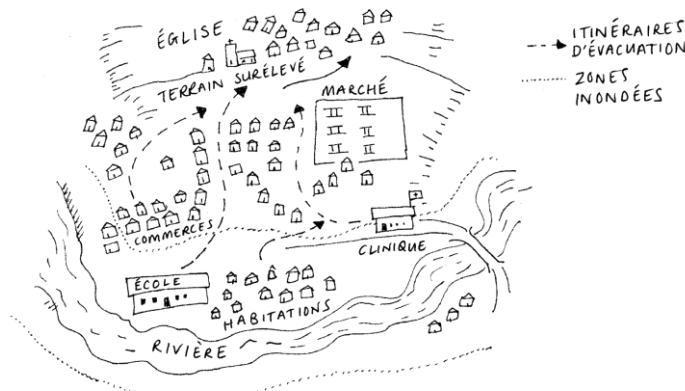 ÉGLISE
TERRAIN SURÉLEVÉ
MARCHÉ
COMMERCES
CLINIQUE
ÉCOLE
HABITATIONS
RIVIÈRE
ITINÉRAIRES
D'ÉVACUATION
ZONES
INONDÉES